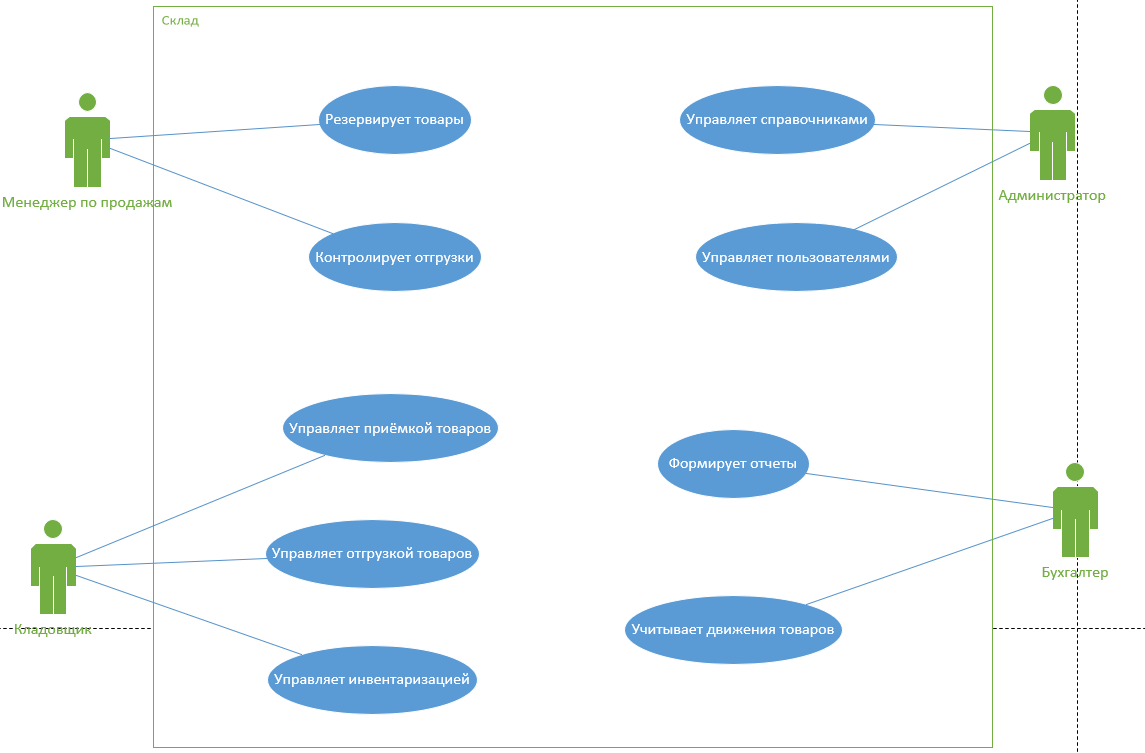 Склад
Резервирует товары
Управляет справочниками
Менеджер по продажам
Администратор
Контролирует отгрузки
Управляет пользователями
Управляет приёмкой товаров
Формирует отчеты
Управляет отгрузкой товаров
Бухгалтер
Кладовщик
Учитывает движения товаров
Управляет инвентаризацией